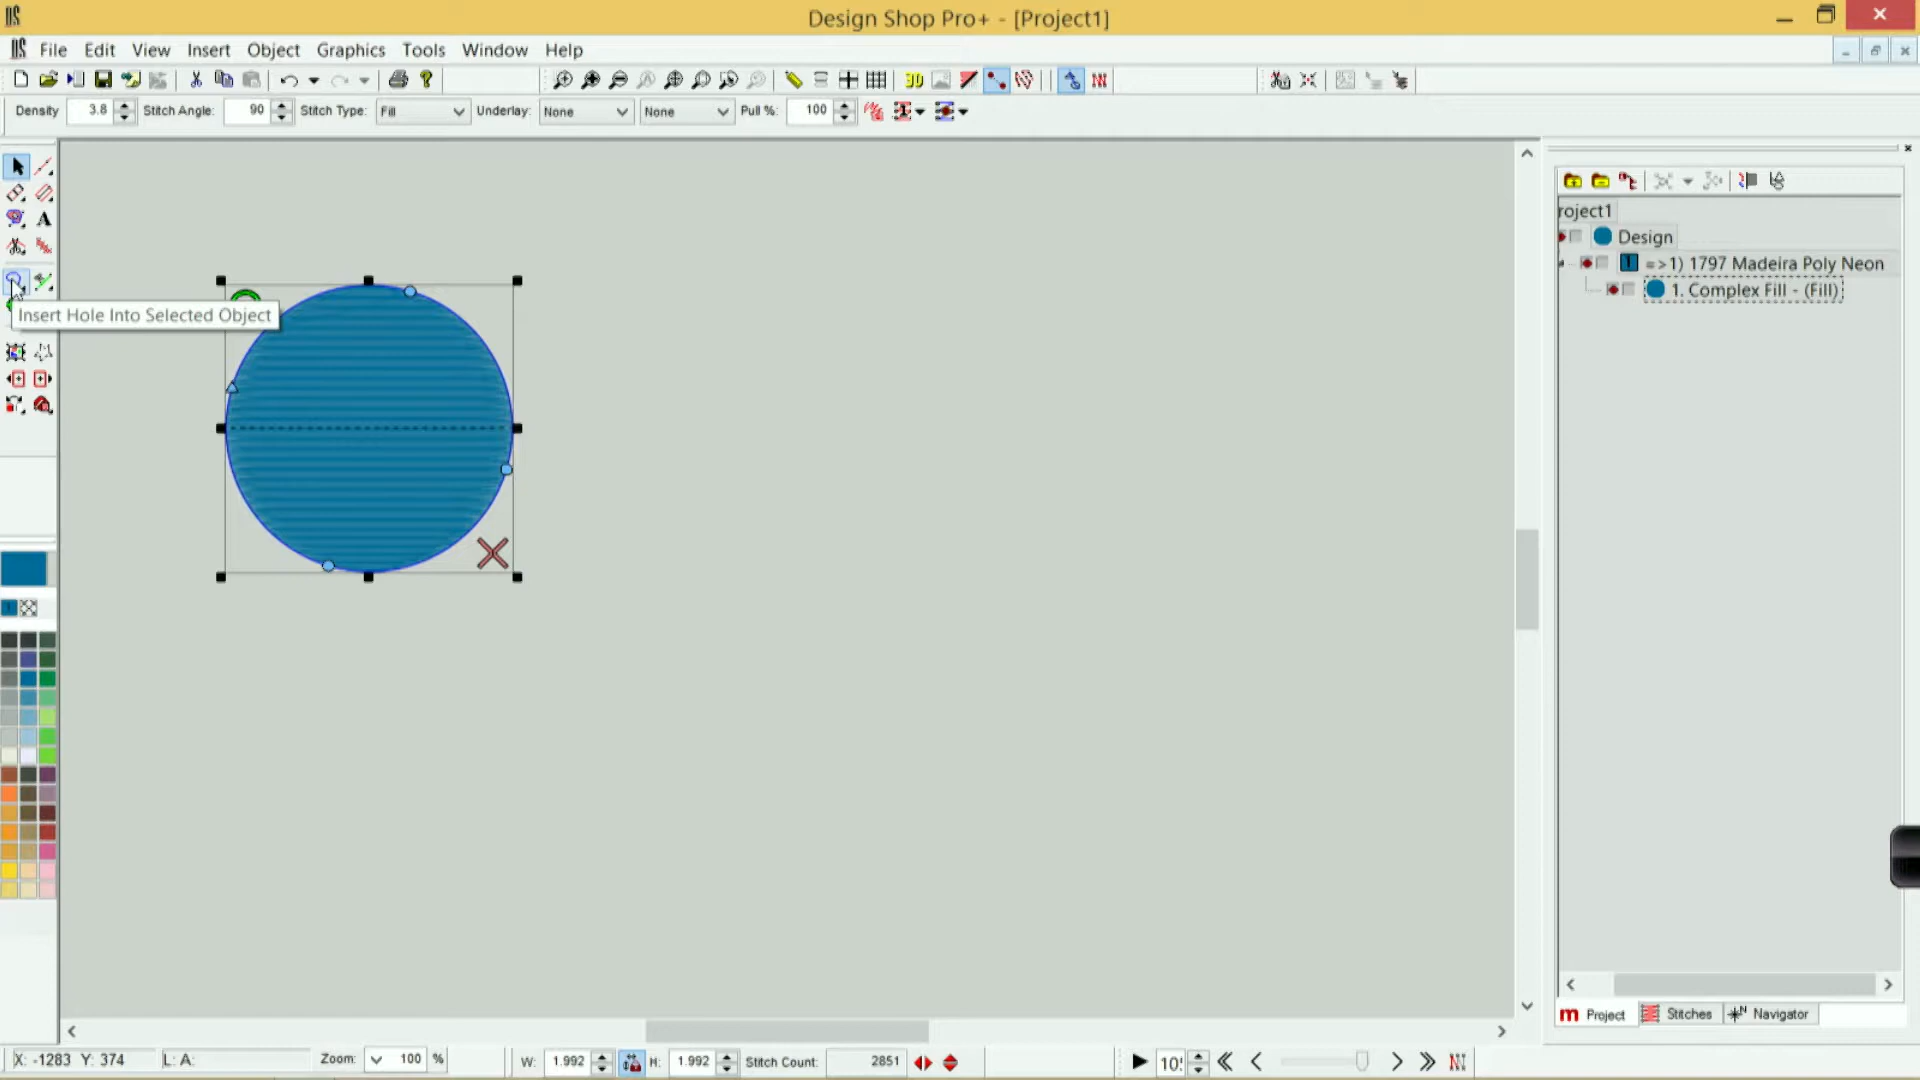 Design Shop Pro+ - [Project1]
File Edit View Insert Object Graphics Tools Window Help
3D
Density 3.8 Stitch Angle: 90 Stitch Type: Fill Underlay: None None Pull %: 100
A
roject1
Design
1 =>1) 1797 Madeira Poly Neon
1. Complex Fill - (Fill)
Insert Hole Into Selected Object
1
Project Stitches Navigator
X: -1283 Y: 374 L: A: Zoom: 100 % W: 1.992 H: 1.992 Stitch Count: 2851